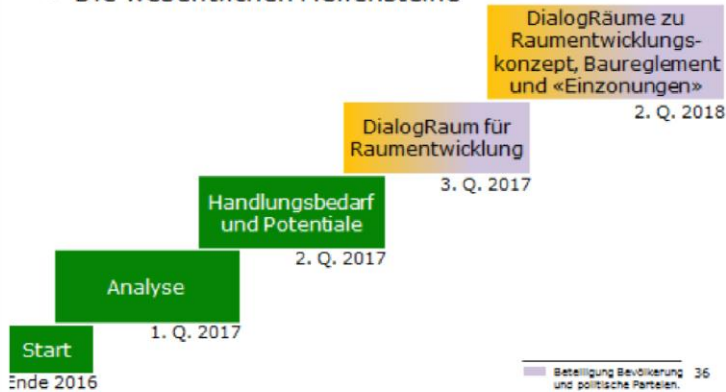 DialogRäume zu
Raumentwicklungs-
konzept, Baureglement
und «Einzonungen»
2. Q. 2018
DialogRaum für
Raumentwicklung
3. Q. 2017
Handlungsbedarf
und Potentiale
2. Q. 2017
Analyse
1. Q. 2017
Start
Ende 2016
Beteiligung Bevölkerung
und politische Parteien.
36